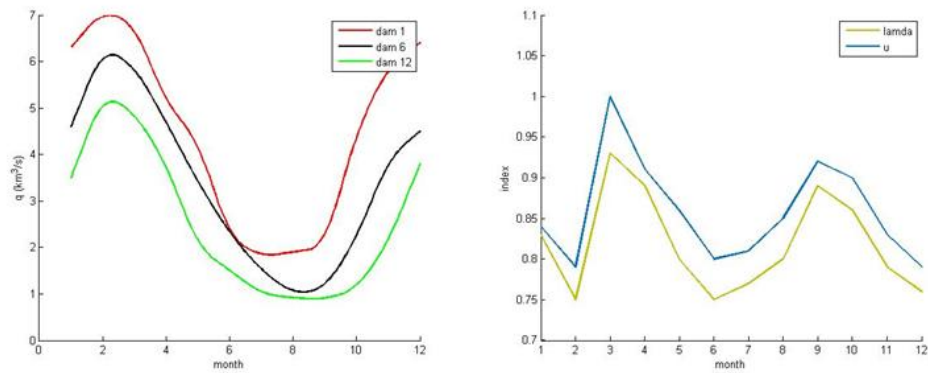 dam 1
dam 6
dam 12
7
6
5
4
3
2
1
0
q (km³/s)
0 2 4 6 8 10 12
month
lamda
u
1.1
1.05
1
0.95
0.9
0.85
0.8
0.75
0.7
index
1 2 3 4 5 6 7 8 9 10 11 12
month